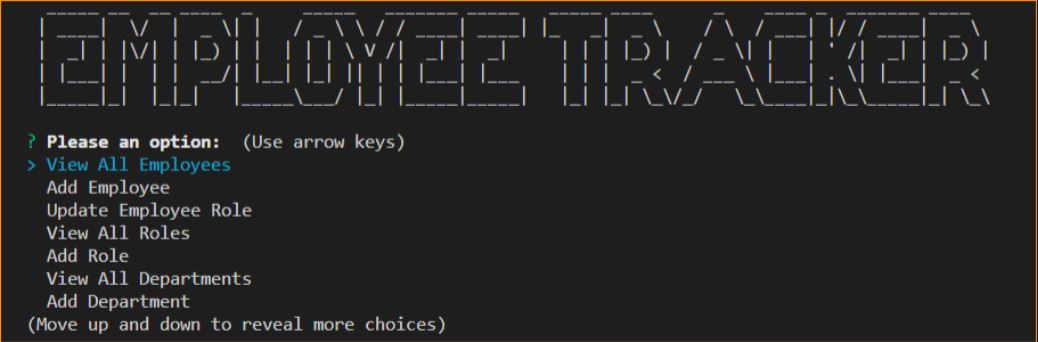 EMPLOYEE TRACKER
? Please an option: (Use arrow keys)
> View All Employees
Add Employee
Update Employee Role
View All Roles
Add Role
View All Departments
Add Department
(Move up and down to reveal more choices)